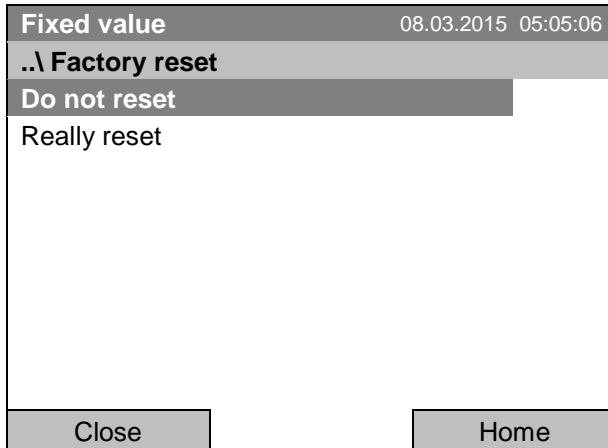 Fixed value 08.03.2015 05:05:06
..\ Factory reset
Do not reset
Really reset
Close Home